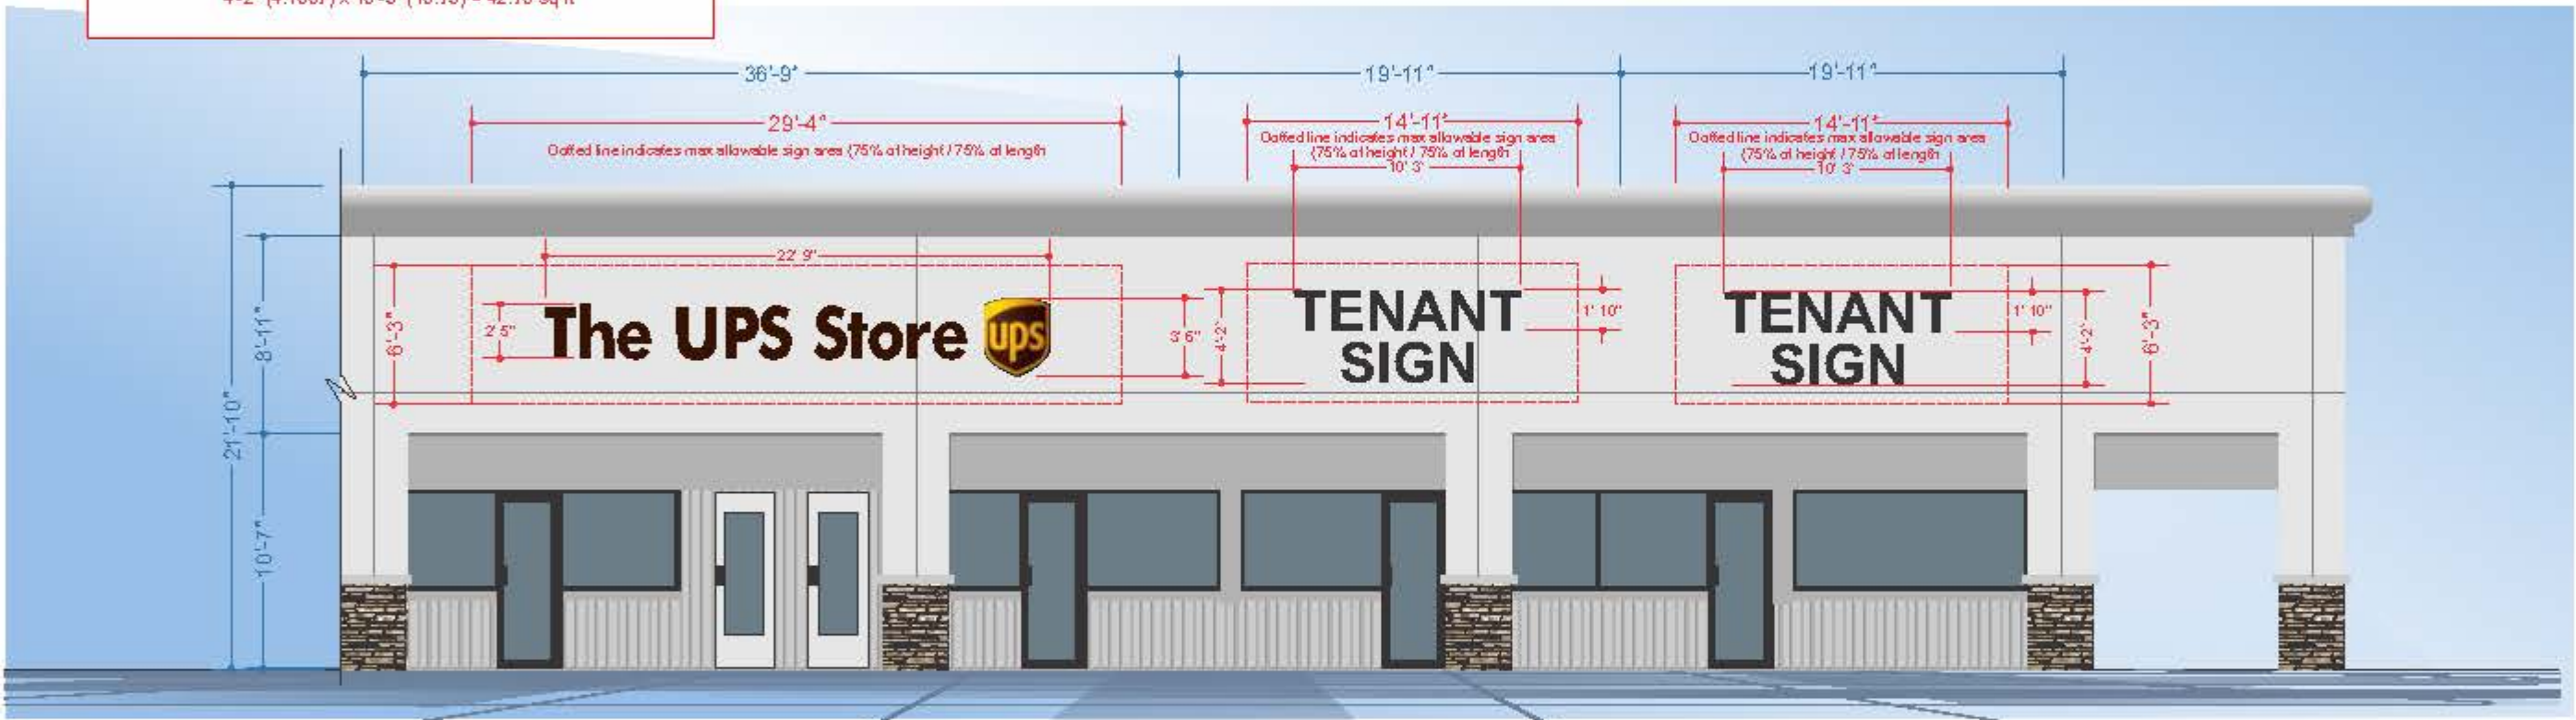 36'-9"
19'-11"
19'-11"
29'-4"
14'-11"
14'-11"
Dotted line indicates max allowable sign area (75% of height / 75% of length
Dotted line indicates max allowable sign area
(75% of height / 75% of length
Dotted line indicates max allowable sign area
(75% of height / 75% of length
10' 3"
10' 3"
22' 9"
The UPS Store
ups
TENANT
SIGN
TENANT
SIGN
6'-3"
2' 5"
3' 6"
4'-2"
1' 10"
1' 10"
4'-2"
6'-3"
21'-10"
8'-11"
10'-7"